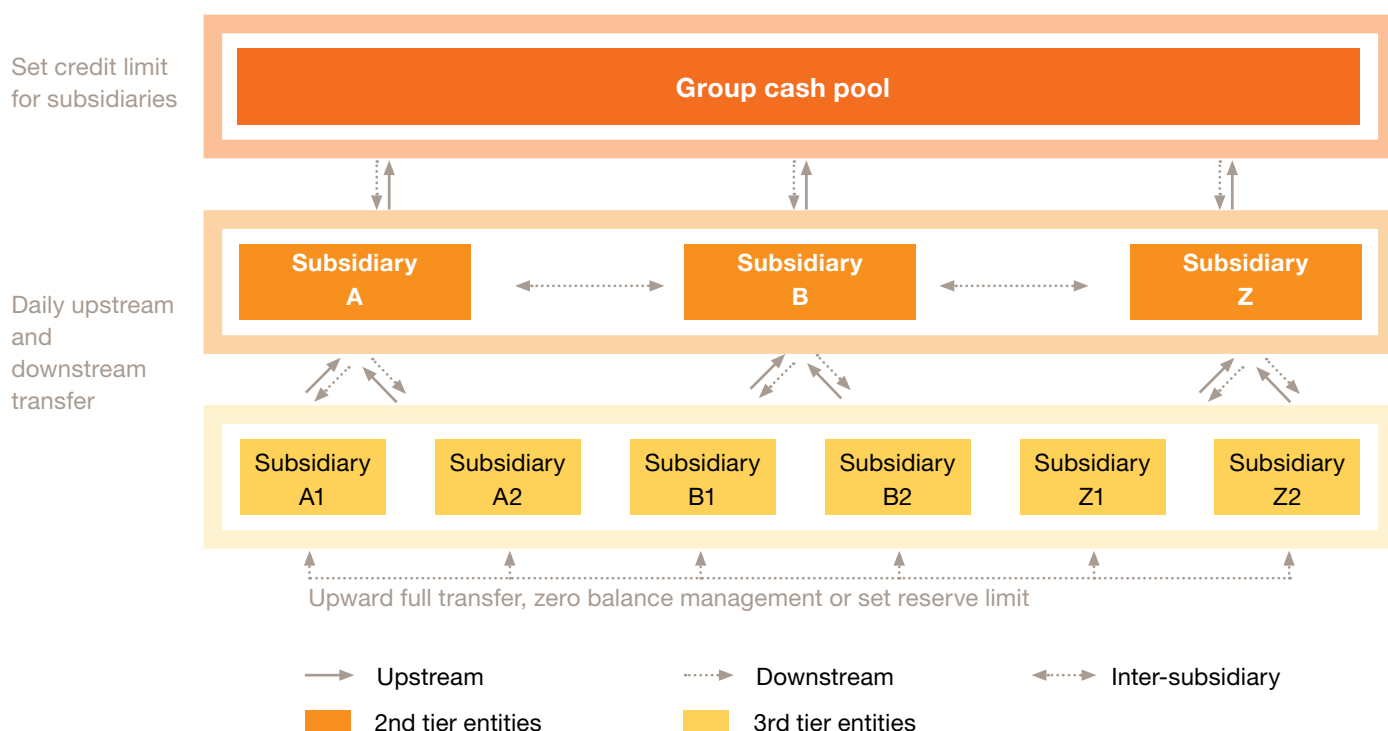 Set credit limit
for subsidiaries
Group cash pool
Daily upstream
and
downstream
transfer
Subsidiary
A
Subsidiary
B
Subsidiary
Z
Subsidiary
A1
Subsidiary
A2
Subsidiary
B1
Subsidiary
B2
Subsidiary
Z1
Subsidiary
Z2
Upward full transfer, zero balance management or set reserve limit
Upstream
Downstream
Inter-subsidiary
2nd tier entities
3rd tier entities